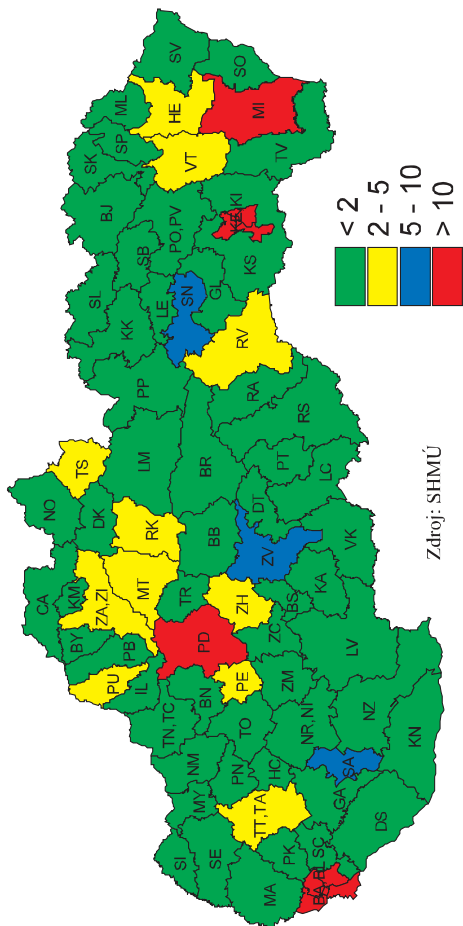 CA
NO
BY
KM
TS
SK
DK
SL
BJ
ZA,ZI
PU
SP
ML
PB
KK
SB
IL
MT
RK
LM
PP
LE
VT
HE
SV
TN,TC
SN
PO,PV
SI
TR
NM
MY
BN
PD
BR
BB
GL
SE
PN
TO
PE
ZH
RV
KS
KE,KI
MI
SO
TT,TA
HC
ZC
ZV
DT
RA
TV
MA
PK
ZM
BS
PT
RS
NR,NI
KA
LC
SC
GA
SA
LV
VK
DS
NZ
KN
< 2
2 - 5
5 - 10
> 10
Zdroj: SHMÚ